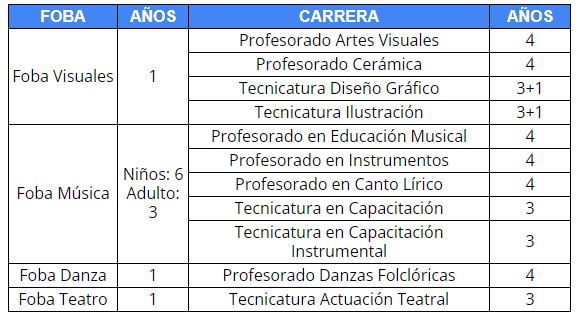 FOBA AÑOS CARRERA AÑOS
Foba Visuales 1 Profesorado Artes Visuales 4
Profesorado Cerámica 4
Tecnicatura Diseño Gráfico 3+1
Tecnicatura Ilustración 3+1
Foba Música Niños: 6
Adulto:
3
Profesorado en Educación Musical 4
Profesorado en Instrumentos 4
Profesorado en Canto Lírico 4
Tecnicatura en Capacitación 3
Tecnicatura en Capacitación
Instrumental 3
Foba Danza 1 Profesorado Danzas Folclóricas 4
Foba Teatro 1 Tecnicatura Actuación Teatral 3